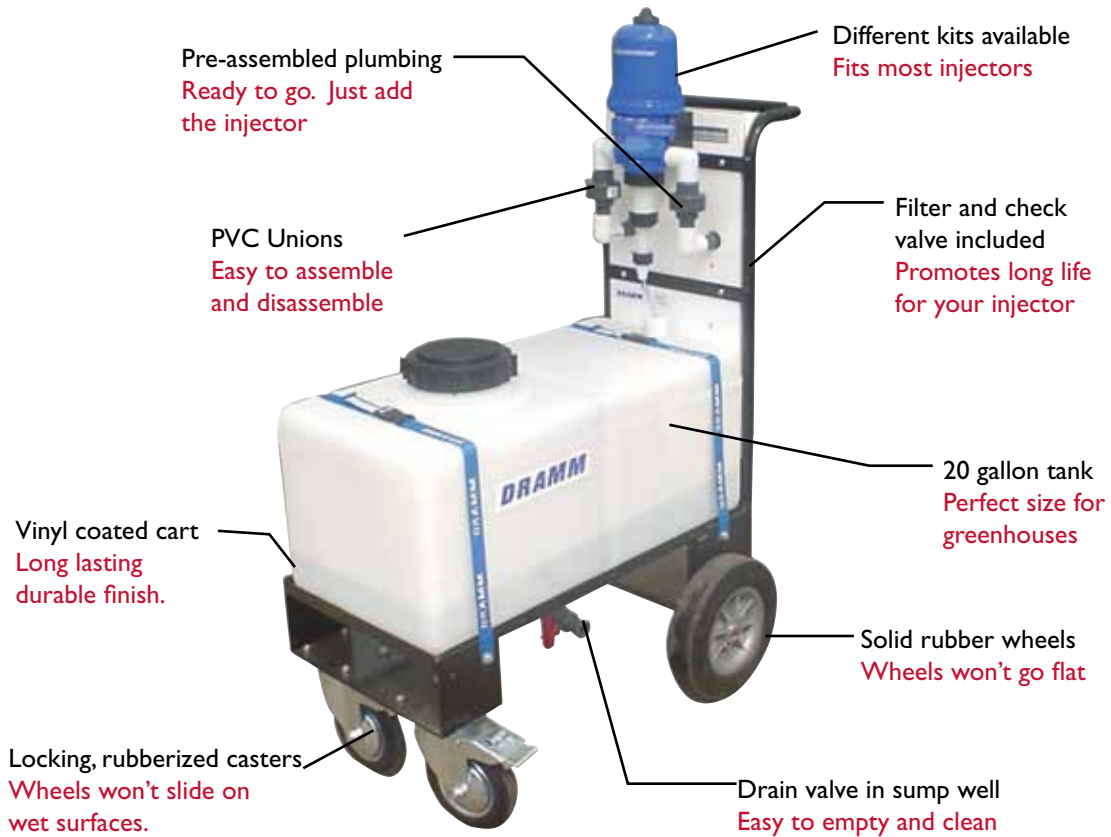 Different kits available
Fits most injectors
Pre-assembled plumbing
Ready to go. Just add
the injector
PVC Unions
Easy to assemble
and disassemble
Filter and check
valve included
Promotes long life
for your injector
DRAMM
DRAMM
DRAMM
DRAMM
20 gallon tank
Perfect size for
greenhouses
Vinyl coated cart
Long lasting
durable finish.
Solid rubber wheels
Wheels won't go flat
Locking, rubberized casters
Wheels won't slide on
wet surfaces.
Drain valve in sump well
Easy to empty and clean